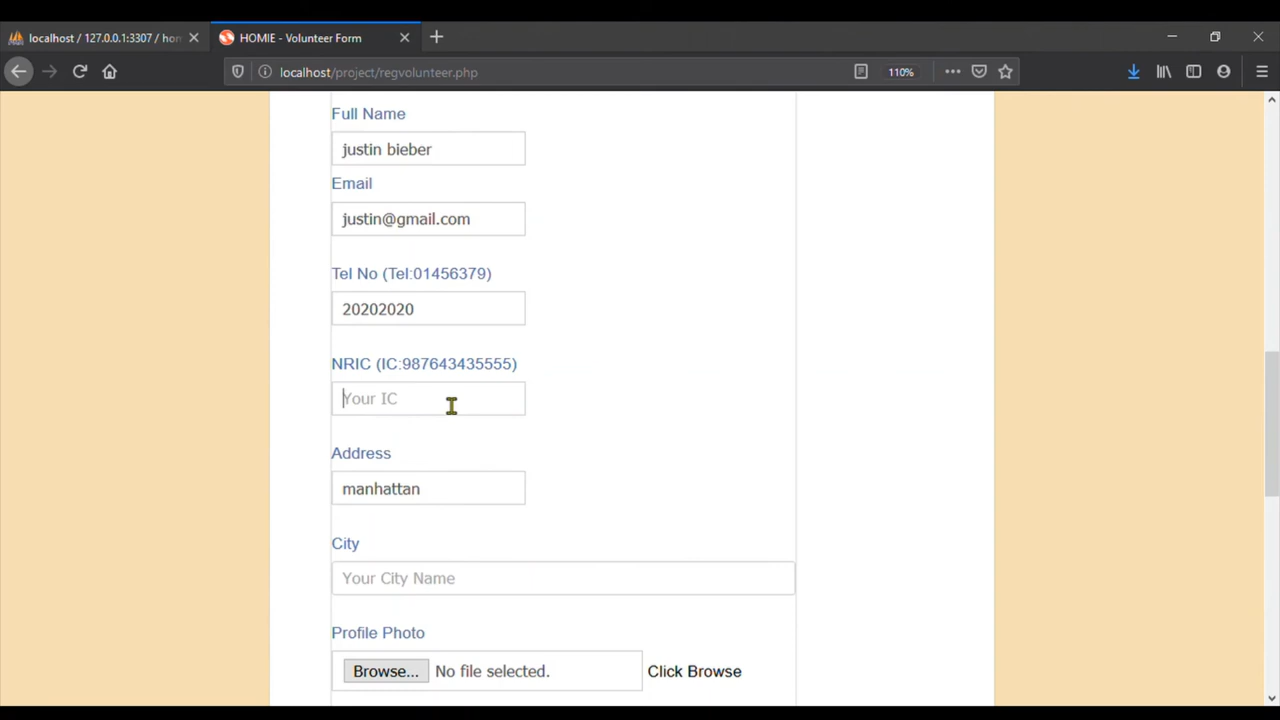 localhost / 127.0.0.1:3307 / hom
HOMIE - Volunteer Form
localhost/project/regvolunteer.php
110%
Full Name
justin bieber
Email
justin@gmail.com
Tel No (Tel:01456379)
20202020
NRIC (IC:987643435555)
Your IC
Address
manhattan
City
Your City Name
Profile Photo
Browse... No file selected. Click Browse